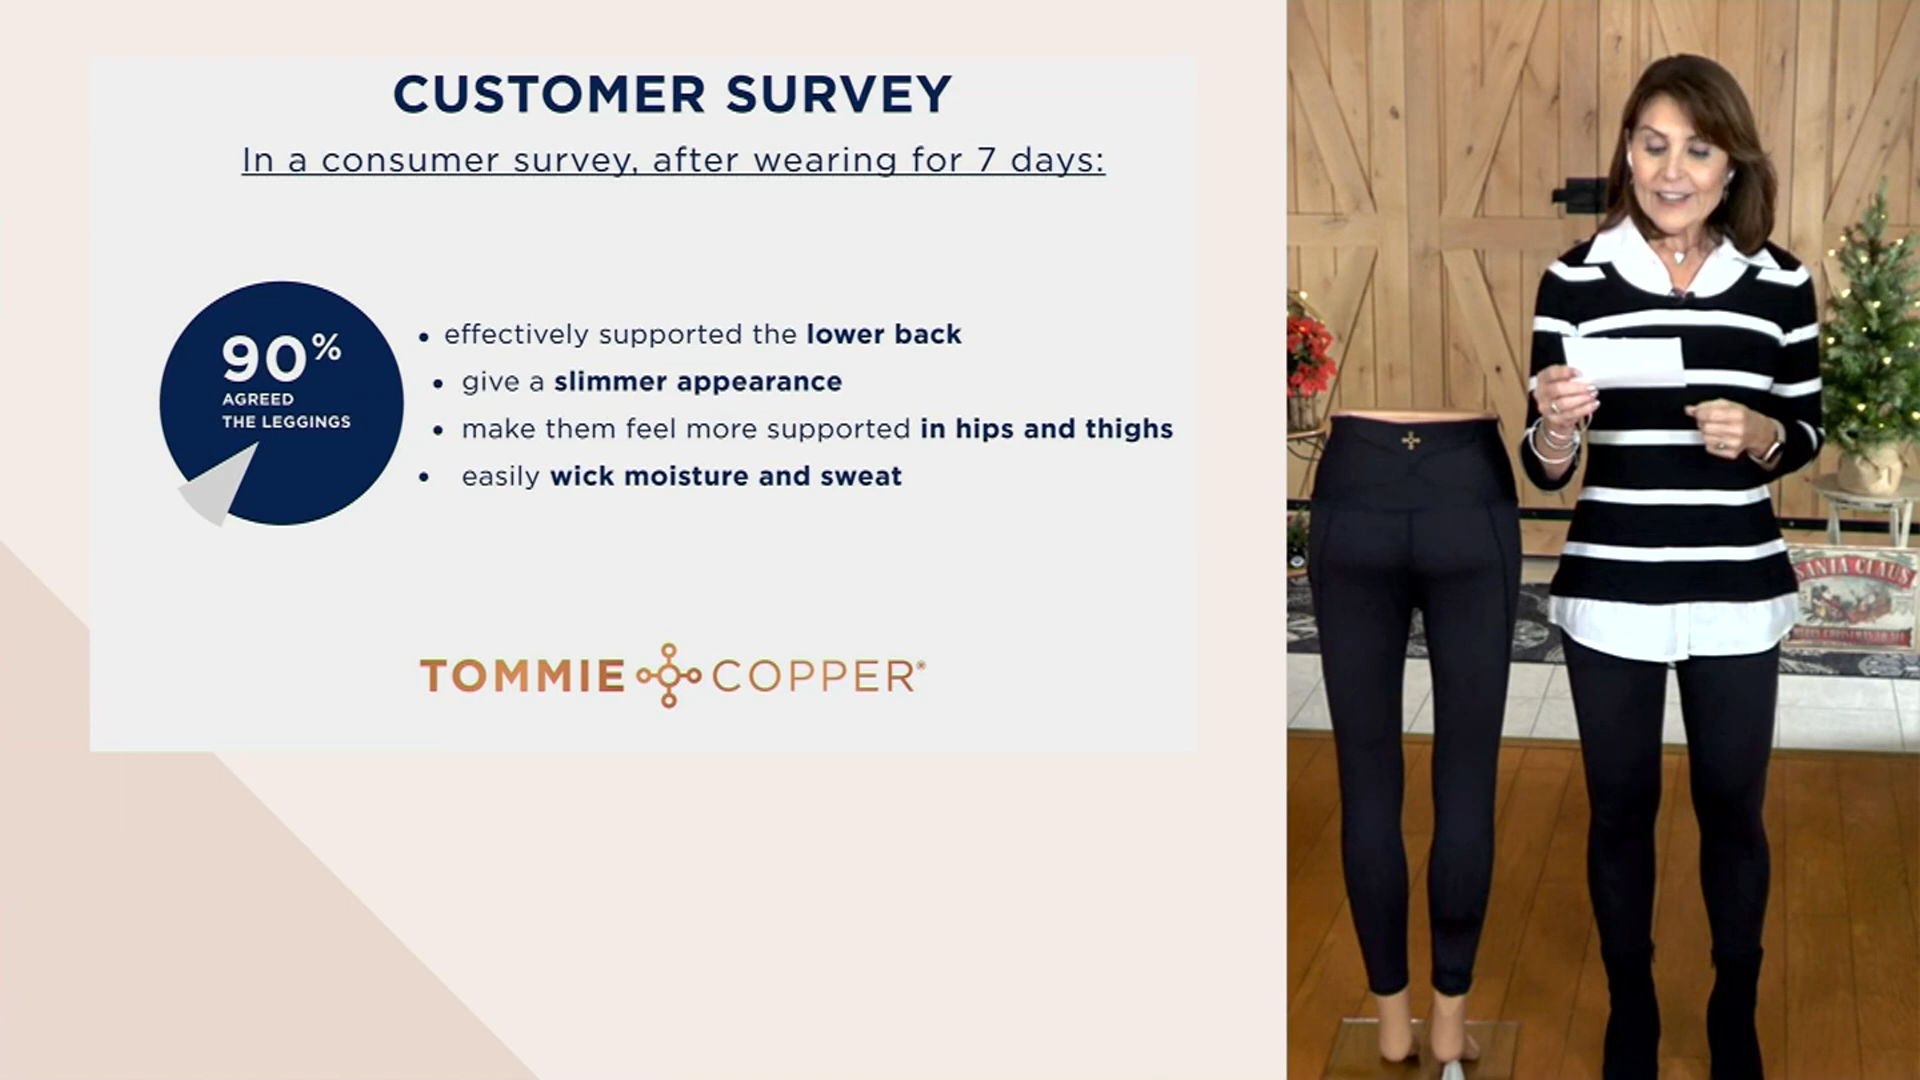 CUSTOMER SURVEY
In a consumer survey, after wearing for 7 days:
90%
AGREED
THE LEGGINGS
• effectively supported the lower back
• give a slimmer appearance
• make them feel more supported in hips and thighs
• easily wick moisture and sweat
TOMMIE COPPER®
SANTA CLAUS